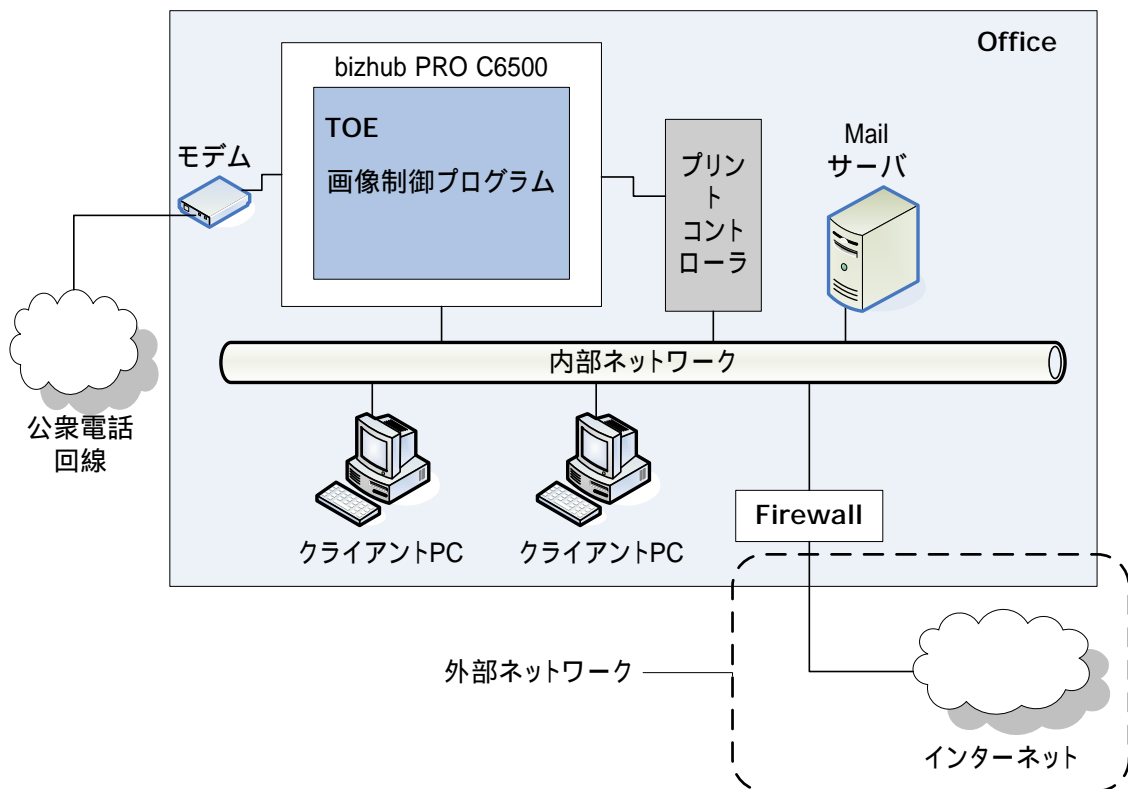 Office
bizhub PRO C6500
TOE
画像制御プログラム
モデム
プリン
ト
コント
ローラ
Mail
サーバ
内部ネットワーク
公衆電話
回線
クライアントPC
クライアントPC
Firewall
外部ネットワーク
インターネット